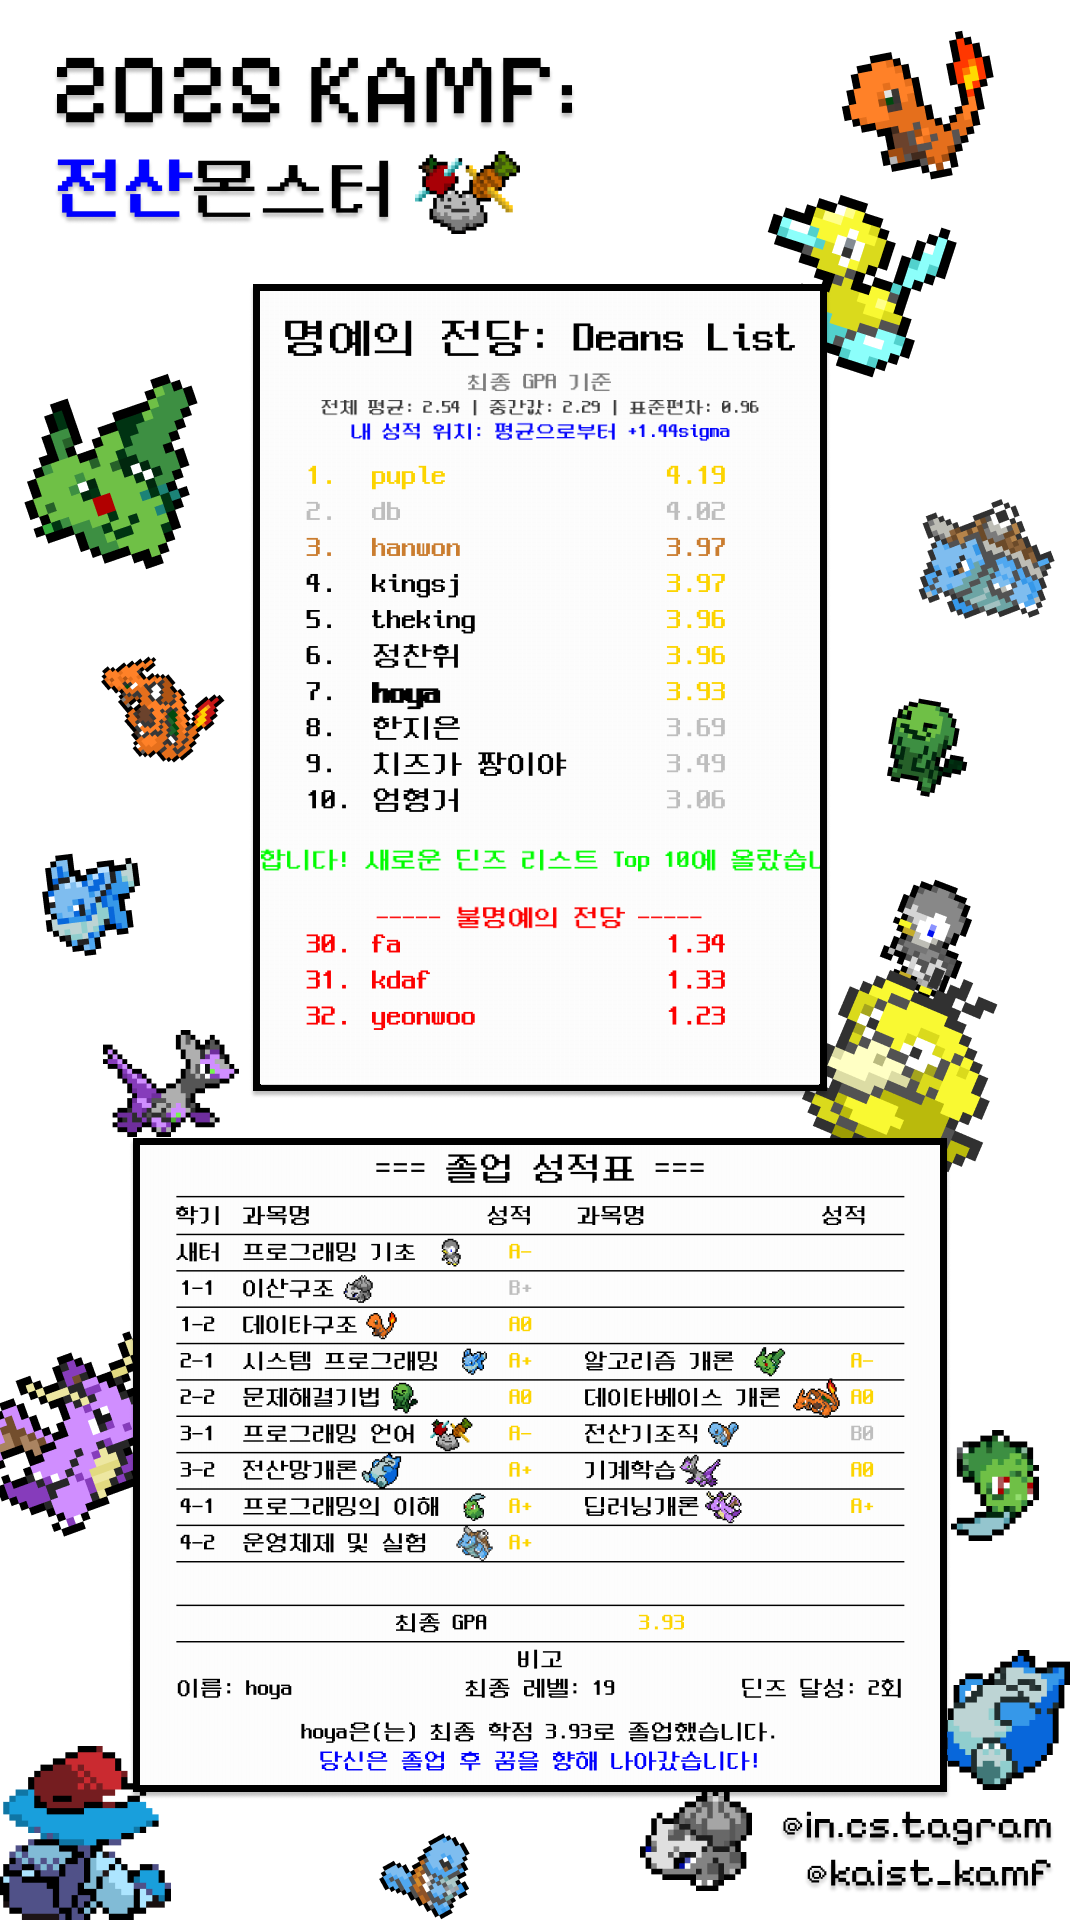 2025 KAMF:
전산몬스터
명예의 전당: Deans List
최종 GPA 기준
전체 평균: 2.54 | 중간값: 2.29 | 표준편차: 0.96
내 성적 위치: 평균으로부터 +1.44sigma
1. puple 4.19
2. db 4.02
3. hanwon 3.97
4. kingsj 3.97
5. theking 3.96
6. 정찬휘 3.96
7. hoya 3.93
8. 한지은 3.69
9. 치즈가 짱이야 3.49
10. 엄형거 3.06
합니다! 새로운 딘즈 리스트 Top 10에 올랐습니
----- 불명예의 전당 -----
30. fa 1.34
31. kdaf 1.33
32. yeonwoo 1.23
=== 졸업 성적표 ===
학기 과목명 성적 과목명 성적
새터 프로그래밍 기초 A-
1-1 이산구조 B+
1-2 데이타구조 A0
2-1 시스템 프로그래밍 A+ 알고리즘 개론 A-
2-2 문제해결기법 A0 데이타베이스 개론 A0
3-1 프로그래밍 언어 A- 전산기조직 B0
3-2 전산망개론 A+ 기계학습 A0
4-1 프로그래밍의 이해 A+ 딥러닝개론 A+
4-2 운영체제 및 실험 A+
최종 GPA 3.93
비고
이름: hoya 최종 레벨: 19 딘즈 달성: 2회
hoya은(는) 최종 학점 3.93로 졸업했습니다.
당신은 졸업 후 꿈을 향해 나아갔습니다!
@in.cs.tagram
@kaist_kamf